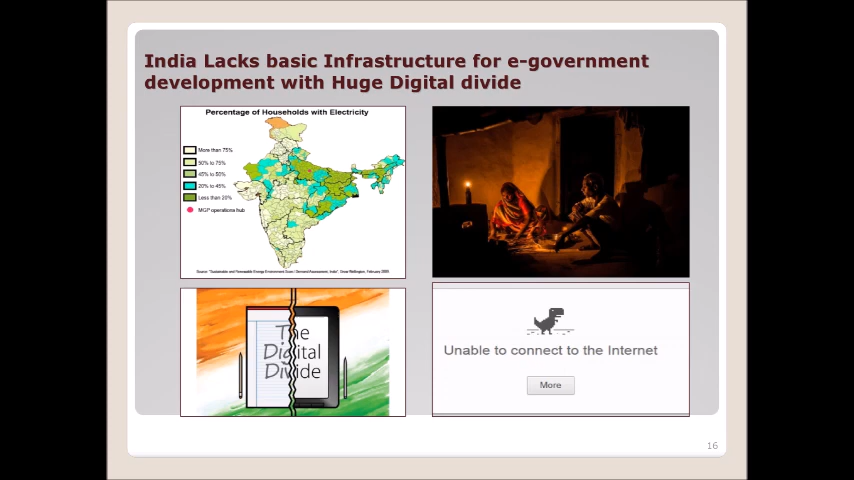 India Lacks basic Infrastructure for e-government
development with Huge Digital divide
Percentage of Households with Electricity
More than 75%
50% to 75%
45% to 50%
20% to 45%
Less than 20%
MGP operations hub
The
Digital
Divide
Unable to connect to the Internet
More
16